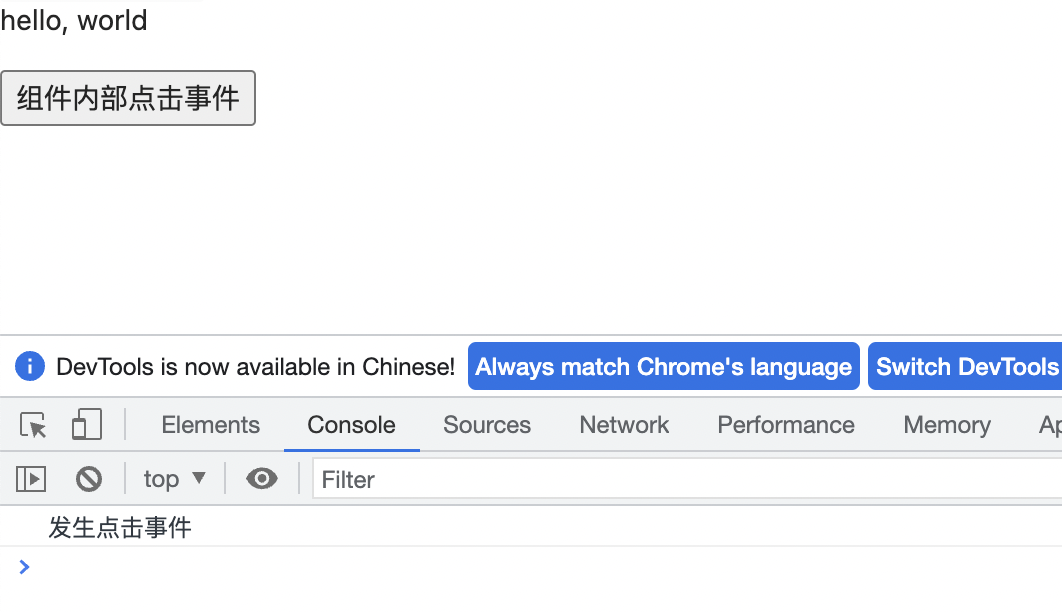 hello, world
组件内部点击事件
DevTools is now available in Chinese! Always match Chrome's language Switch DevTools
Elements Console Sources Network Performance Memory Ap
top Filter
发生点击事件